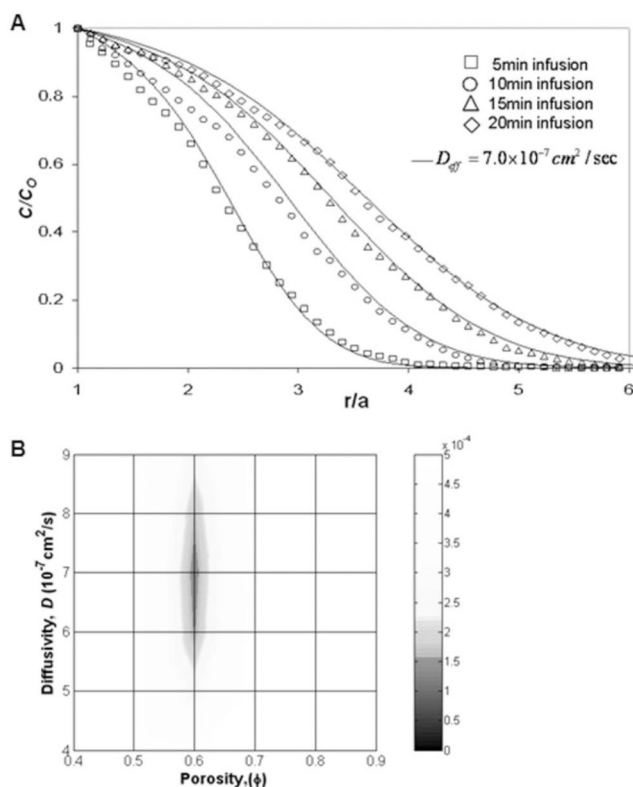 A
1
0.8
0.6
0.4
0.2
0
C/C_O
1 2 3 4 5 6
r/a
5min infusion
10min infusion
15min infusion
20min infusion
D_eff = 7.0×10⁻⁷ cm² / sec
B
9
8
7
6
5
4
Diffusivity, D (10⁻⁷ cm²/s)
0.4 0.5 0.6 0.7 0.8 0.9
Porosity,(ϕ)
× 10⁻⁴
5
4.5
4
3.5
3
2.5
2
1.5
1
0.5
0